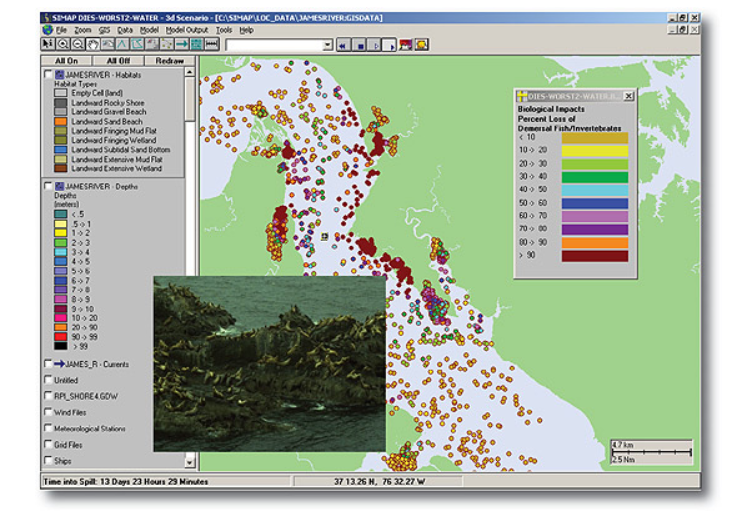 SIMAP DIES-WORST2-WATER - 3d Scenario - [C:\SIMAP\LOC_DATA\JAMESRIVER:GISDATA]
File Zoom GIS Data Model Model Output Tools Help
All On All Off Redraw
JAMESRIVER - Habitats
Habitat Types
Empty Cell (land)
Landward Rocky Shore
Landward Gravel Beach
Landward Sand Beach
Landward Fringing Mud Flat
Landward Fringing Wetland
Landward Subtidal Sand Bottom
Landward Extensive Mud Flat
Landward Extensive Wetland
JAMESRIVER - Depths
Depths
(meters)
< .5
.5 -> 1
1 -> 2
2 -> 3
3 -> 4
4 -> 5
5 -> 6
6 -> 7
7 -> 8
8 -> 9
9 -> 10
10 -> 20
20 -> 90
90 -> 99
> 99
JAMES_R - Currents
Untitled
RPI_SHORE4.GDW
Wind Files
Meteorological Stations
Grid Files
Ships
DIES-WORST2-WATER.B...
Biological Impacts
Percent Loss of
Demersal Fish/Invertebrates
< 10
10 -> 20
20 -> 30
30 -> 40
40 -> 50
50 -> 60
60 -> 70
70 -> 80
80 -> 90
> 90
4.7 km
2.5 Nm
Time into Spill: 13 Days 23 Hours 29 Minutes
37 13.26 N, 76 32.27 W